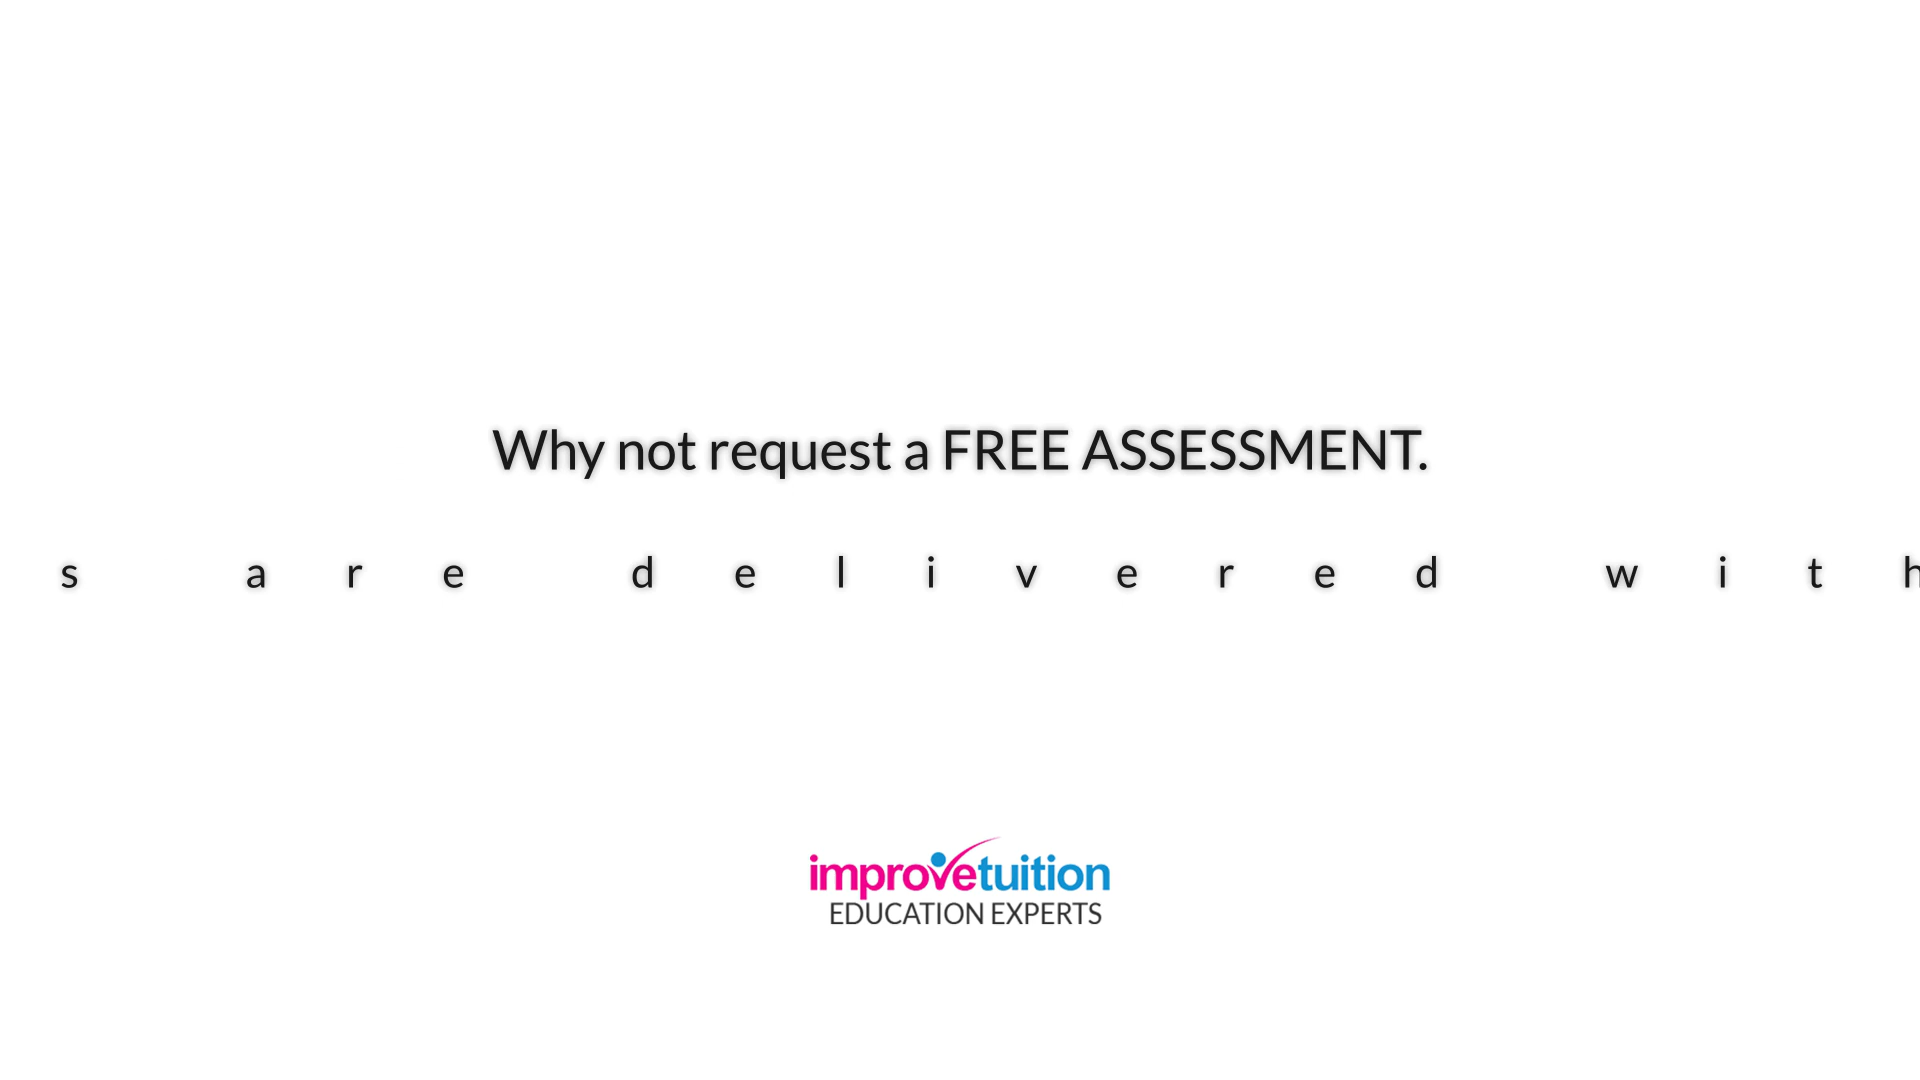 Why not request a FREE ASSESSMENT.
s are delivered with
improvetuition
EDUCATION EXPERTS